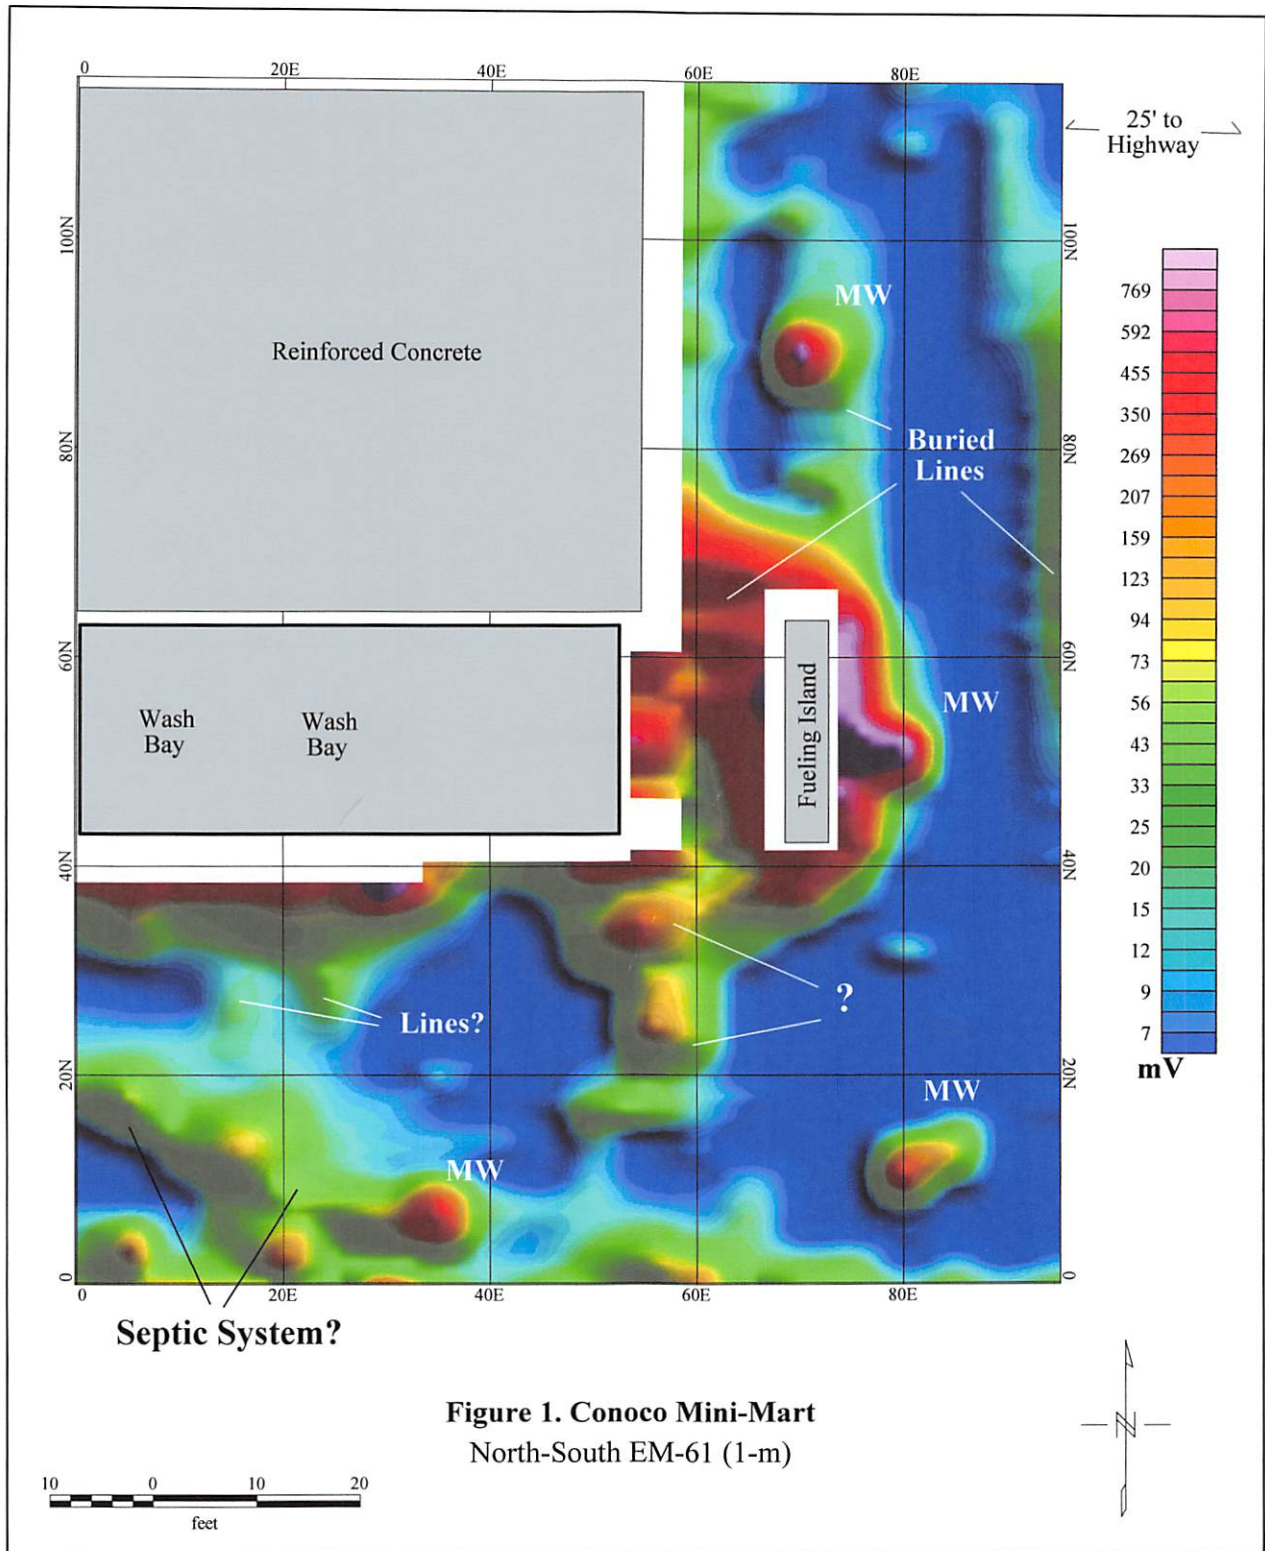 0 20E 40E 60E 80E
25' to
Highway
100N
100N
MW
769
592
455
350
269
207
159
123
94
73
56
43
33
25
20
15
12
9
7
mV
Reinforced Concrete
Buried
Lines
80N
80N
60N
60N
Wash
Bay
Wash
Bay
Fueling Island
MW
40N
40N
?
Lines?
20N
20N
MW
MW
0
0
0 20E 40E 60E 80E
Septic System?
Figure 1. Conoco Mini-Mart
North-South EM-61 (1-m)
N
10 0 10 20
feet